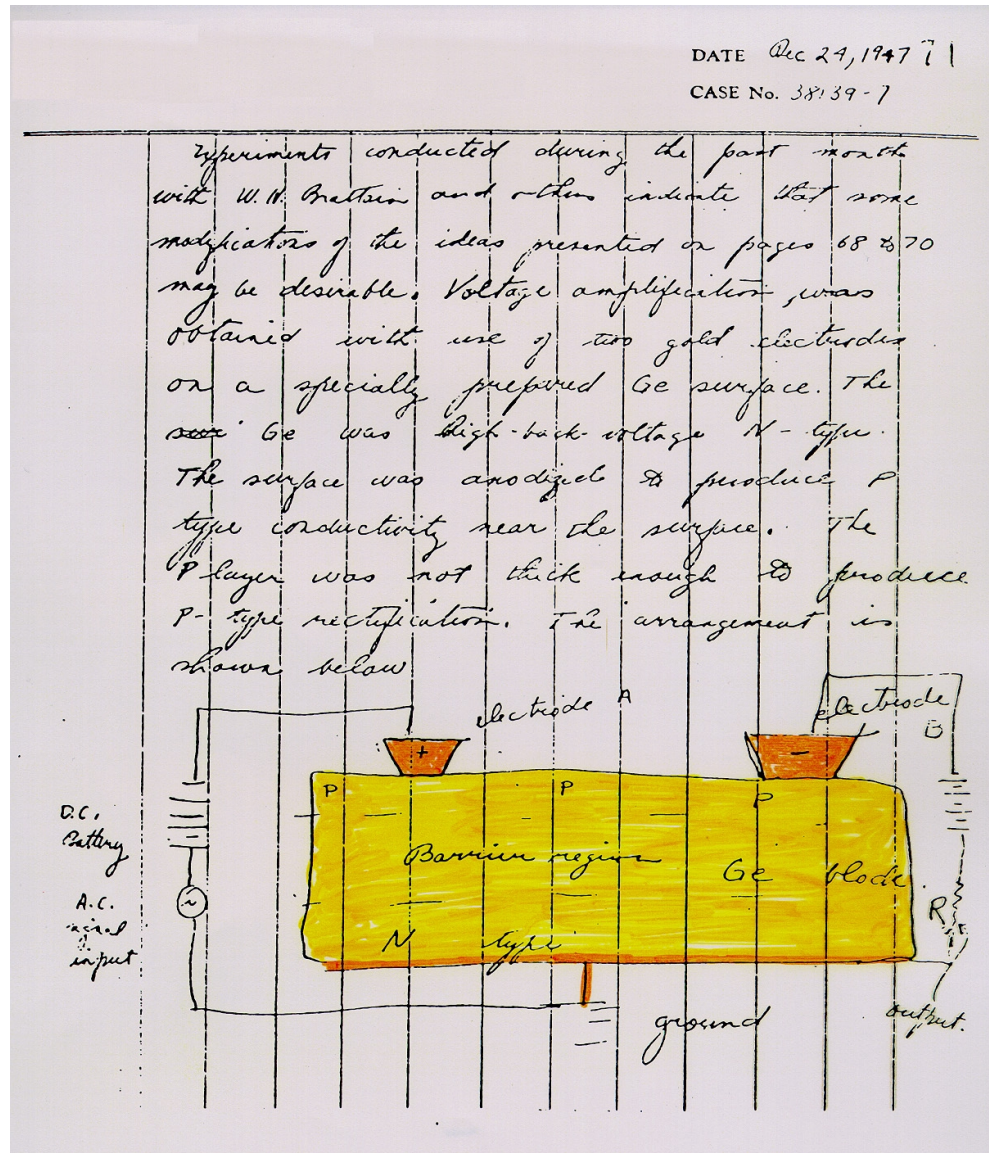 DATE Dec 24, 1947 71
CASE No. 38139-7
Experiments conducted during the past month
with W. H. Brattain and others indicate that some
modifications of the ideas presented on pages 68 to 70
may be desirable. Voltage amplification was
obtained with use of two gold electrodes
on a specially prepared Ge surface. The
Ge was high-back-voltage N-type.
The surface was anodized to produce P
type conductivity near the surface. The
P layer was not thick enough to produce
P-type rectification. The arrangement is
shown below
electrode A
electrode B
+
-
P P P
D.C. Battery
Barrier region
Ge block
A.C. signal input
R
N type
ground
output.